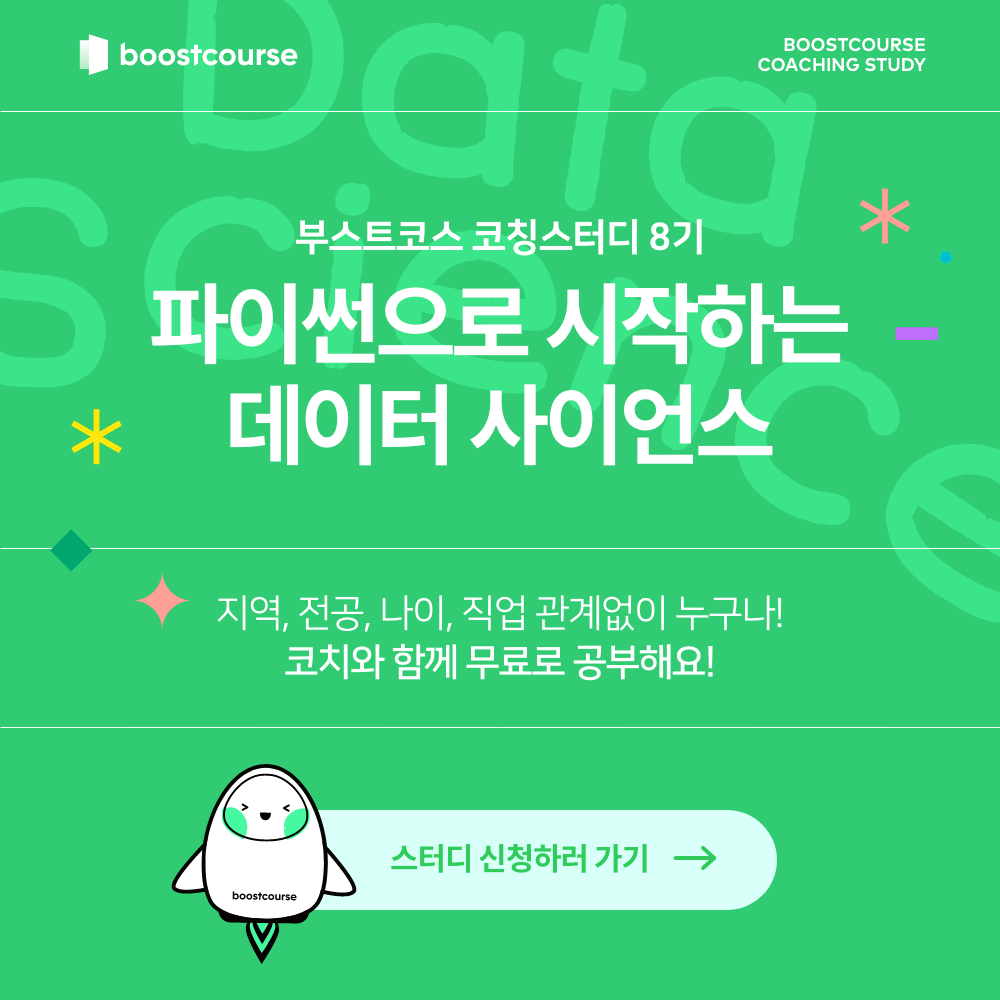 boostcourse
BOOSTCOURSE
COACHING STUDY
Data
Science
부스트코스 코칭스터디 8기
파이썬으로 시작하는
데이터 사이언스
지역, 전공, 나이, 직업 관계없이 누구나!
코치와 함께 무료로 공부해요!
스터디 신청하러 가기 →
boostcourse